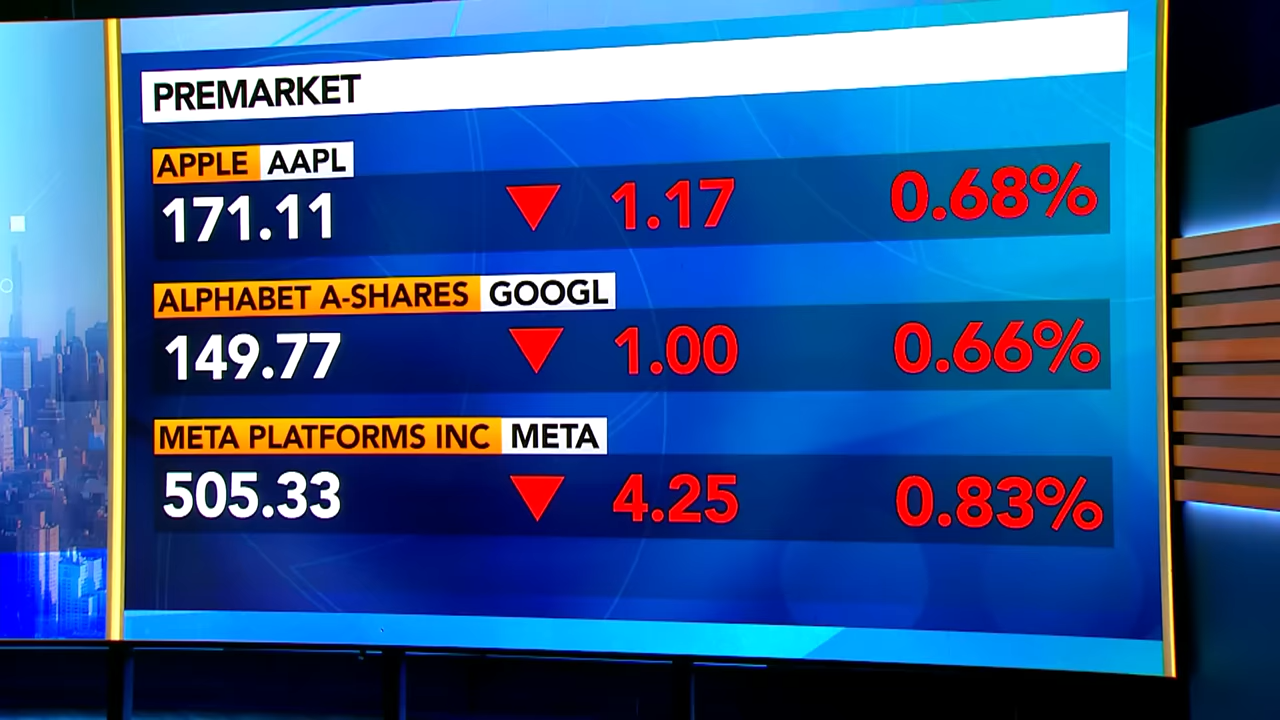 PREMARKET
APPLE AAPL
171.11 ▼ 1.17 0.68%
ALPHABET A-SHARES GOOGL
149.77 ▼ 1.00 0.66%
META PLATFORMS INC META
505.33 ▼ 4.25 0.83%